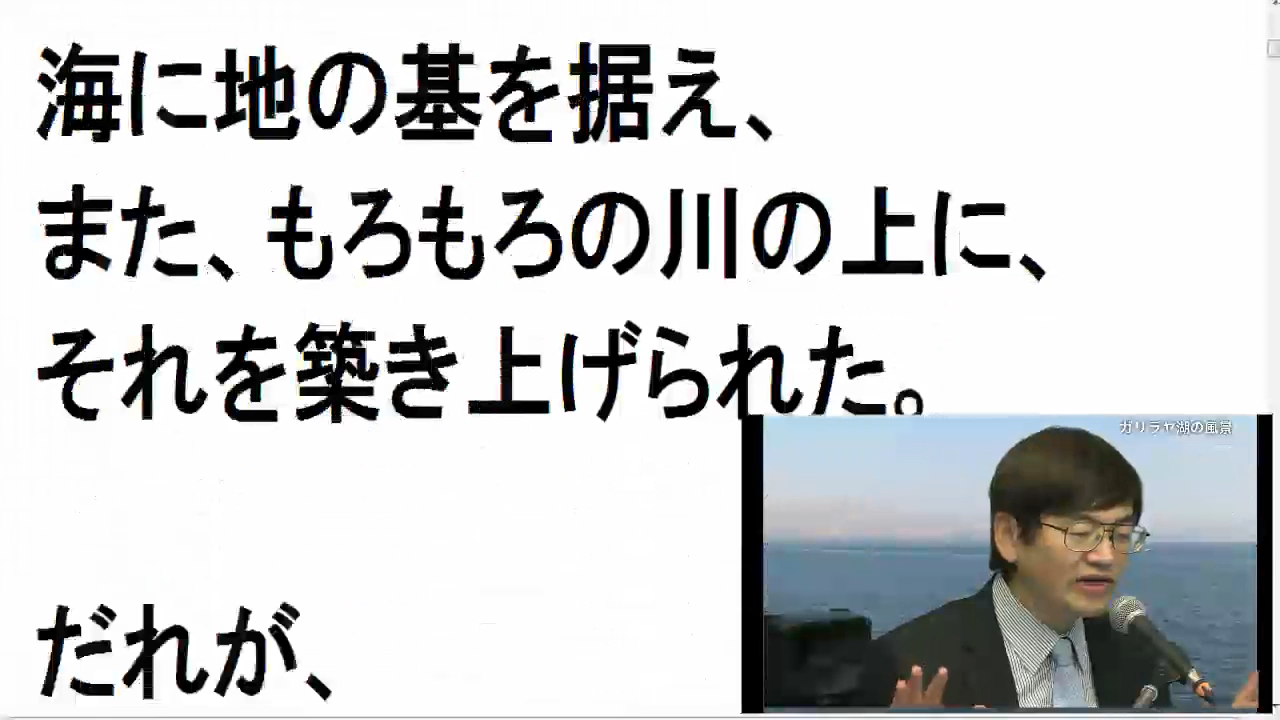 海に地の基を据え、
また、もろもろの川の上に、
それを築き上げられた。
だれが、
ガリラヤ湖の風景